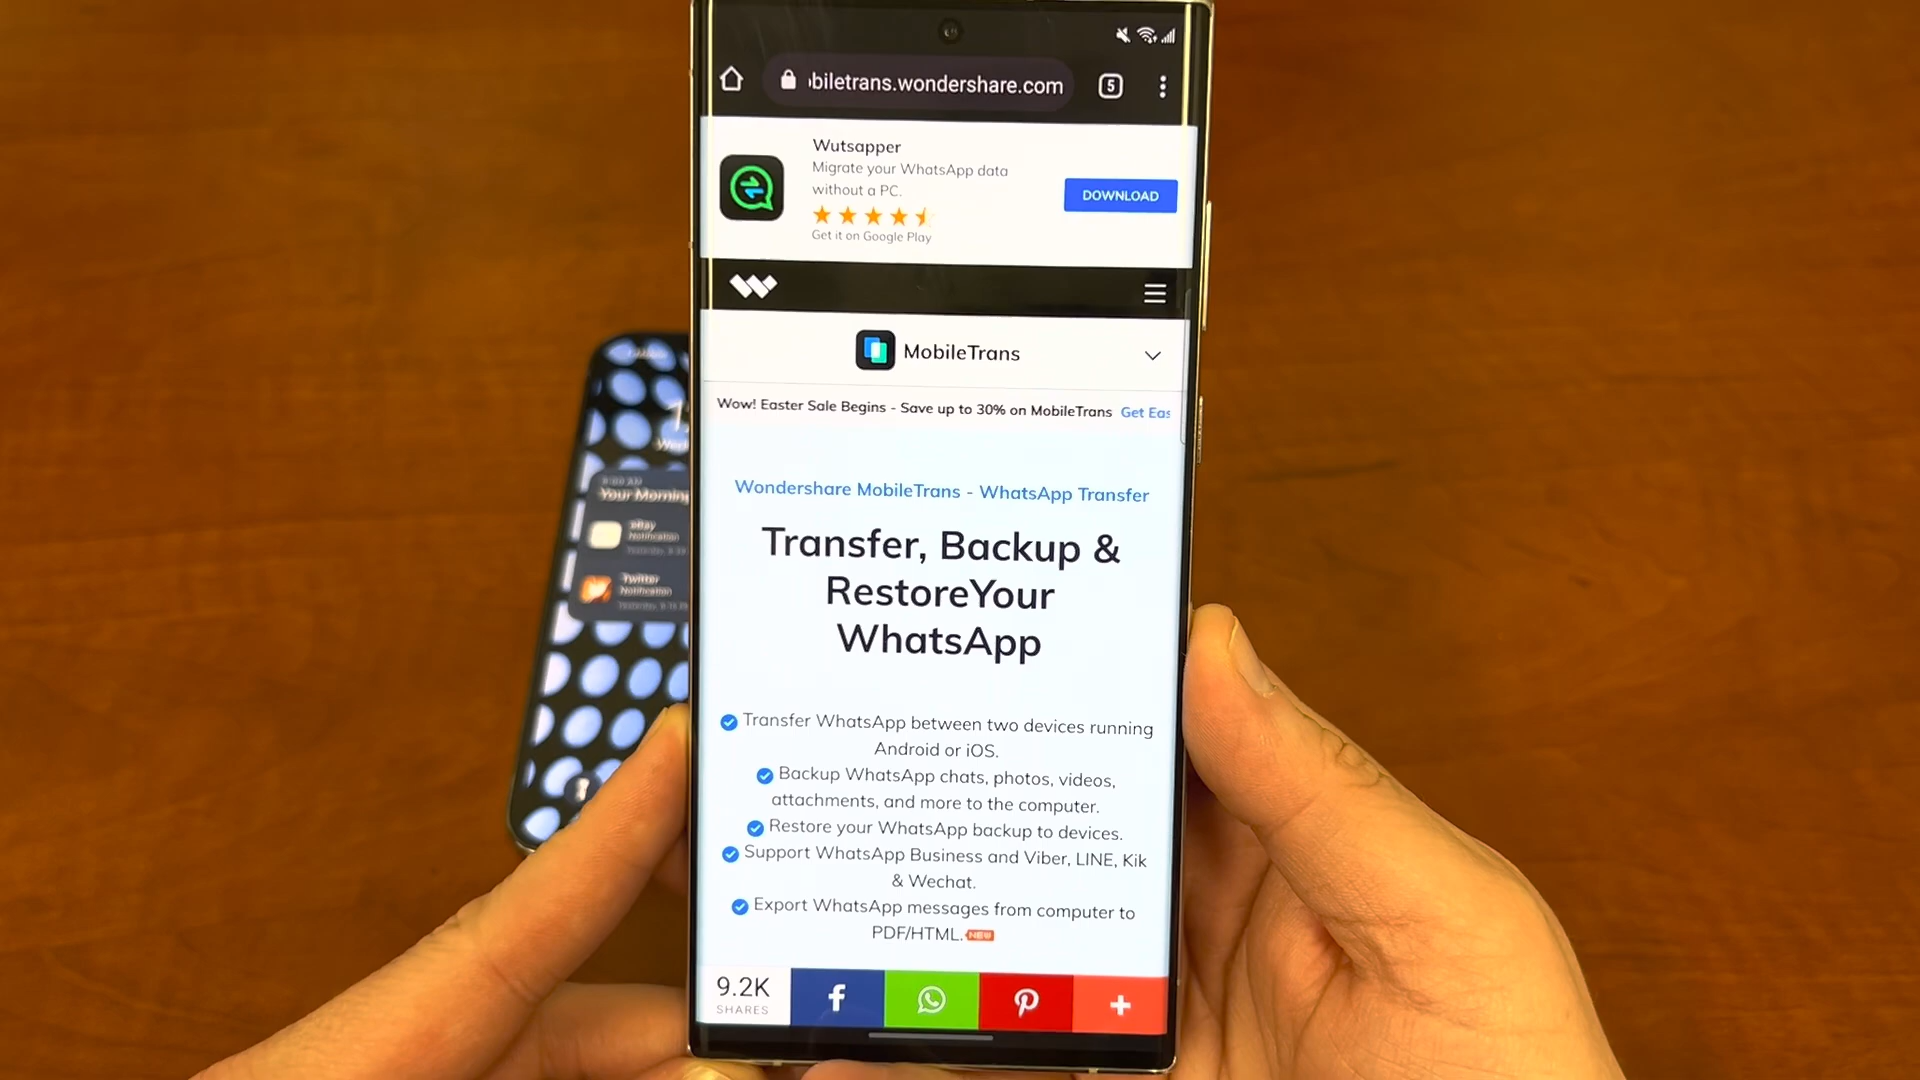 obiletrans.wondershare.com
5
Wutsapper
Migrate your WhatsApp data
without a PC.
Get it on Google Play
DOWNLOAD
MobileTrans
Wow! Easter Sale Begins - Save up to 30% on MobileTrans Get Eas
Wondershare MobileTrans - WhatsApp Transfer
Transfer, Backup &
RestoreYour
WhatsApp
Transfer WhatsApp between two devices running
Android or iOS.
Backup WhatsApp chats, photos, videos,
attachments, and more to the computer.
Restore your WhatsApp backup to devices.
Support WhatsApp Business and Viber, LINE, Kik
& Wechat.
Export WhatsApp messages from computer to
PDF/HTML. NEW
9.2K
SHARES
Your Morning
eBay
Notification
Twitter
Notification